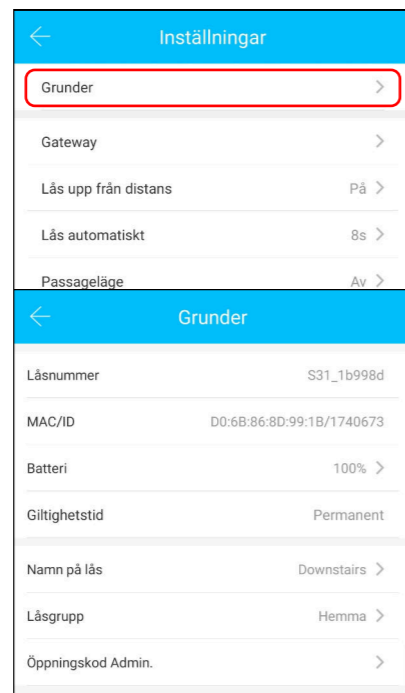 Inställningar
Grunder
Gateway
Lås upp från distans På
Lås automatiskt 8s
Passageläge Av
Grunder
Låsnummer S31_1b998d
MAC/ID D0:6B:86:8D:99:1B/1740673
Batteri 100%
Giltighetstid Permanent
Namn på lås Downstairs
Låsgrupp Hemma
Öppningskod Admin.